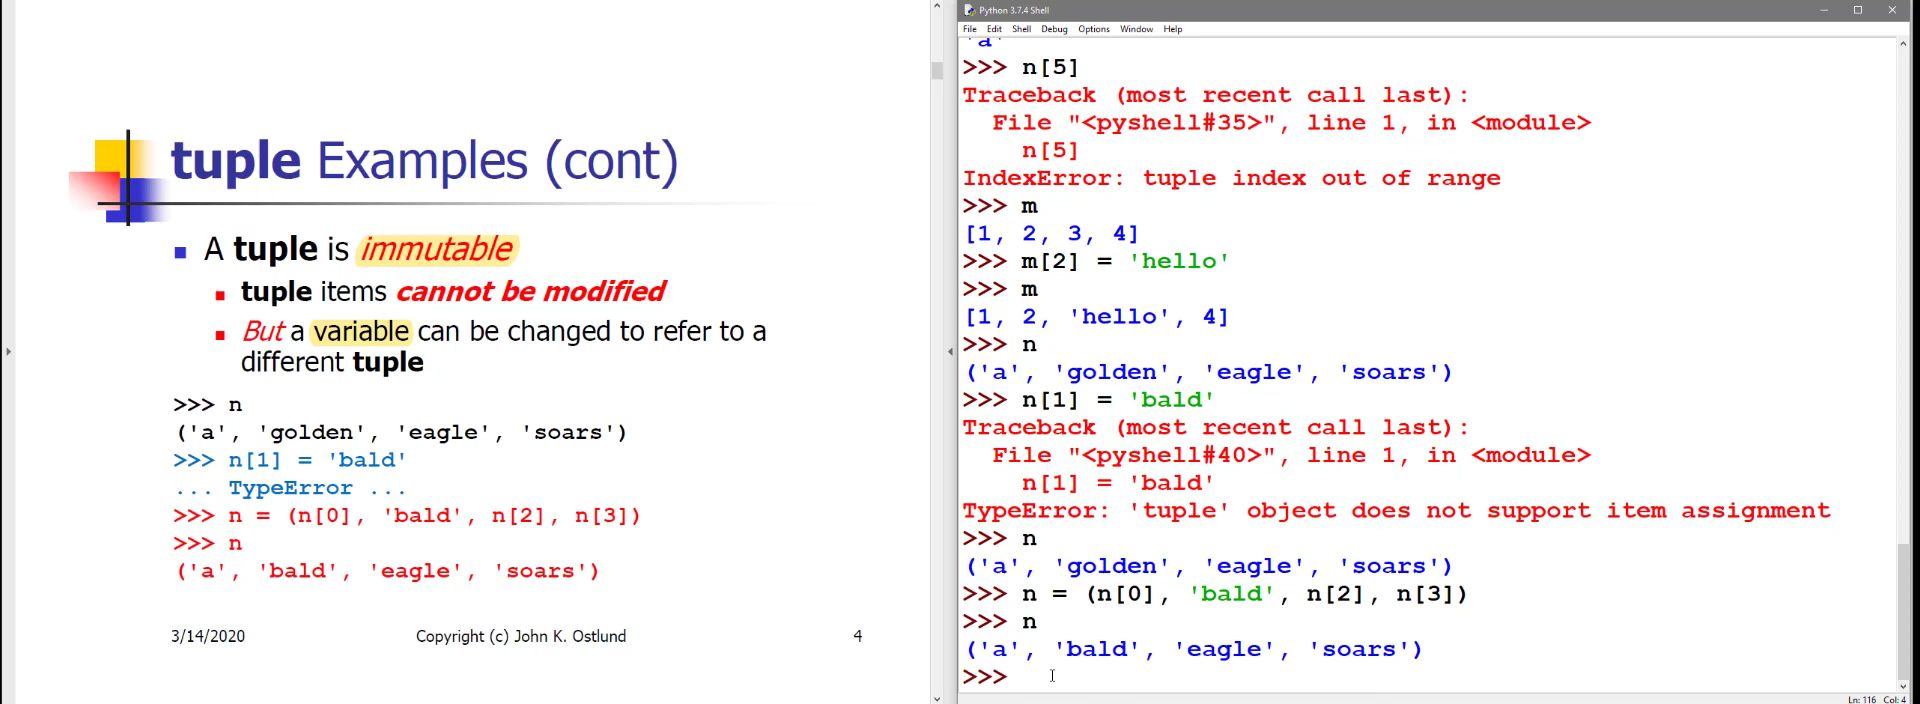 tuple Examples (cont)
A tuple is immutable
tuple items cannot be modified
But a variable can be changed to refer to a
different tuple
>>> n
('a', 'golden', 'eagle', 'soars')
>>> n[1] = 'bald'
... TypeError ...
>>> n = (n[0], 'bald', n[2], n[3])
>>> n
('a', 'bald', 'eagle', 'soars')
3/14/2020
Copyright (c) John K. Ostlund
4
Python 3.7.4 Shell
File Edit Shell Debug Options Window Help
'a'
>>> n[5]
Traceback (most recent call last):
  File "<pyshell#35>", line 1, in <module>
    n[5]
IndexError: tuple index out of range
>>> m
[1, 2, 3, 4]
>>> m[2] = 'hello'
>>> m
[1, 2, 'hello', 4]
>>> n
('a', 'golden', 'eagle', 'soars')
>>> n[1] = 'bald'
Traceback (most recent call last):
  File "<pyshell#40>", line 1, in <module>
    n[1] = 'bald'
TypeError: 'tuple' object does not support item assignment
>>> n
('a', 'golden', 'eagle', 'soars')
>>> n = (n[0], 'bald', n[2], n[3])
>>> n
('a', 'bald', 'eagle', 'soars')
>>>
Ln: 116 Col: 4